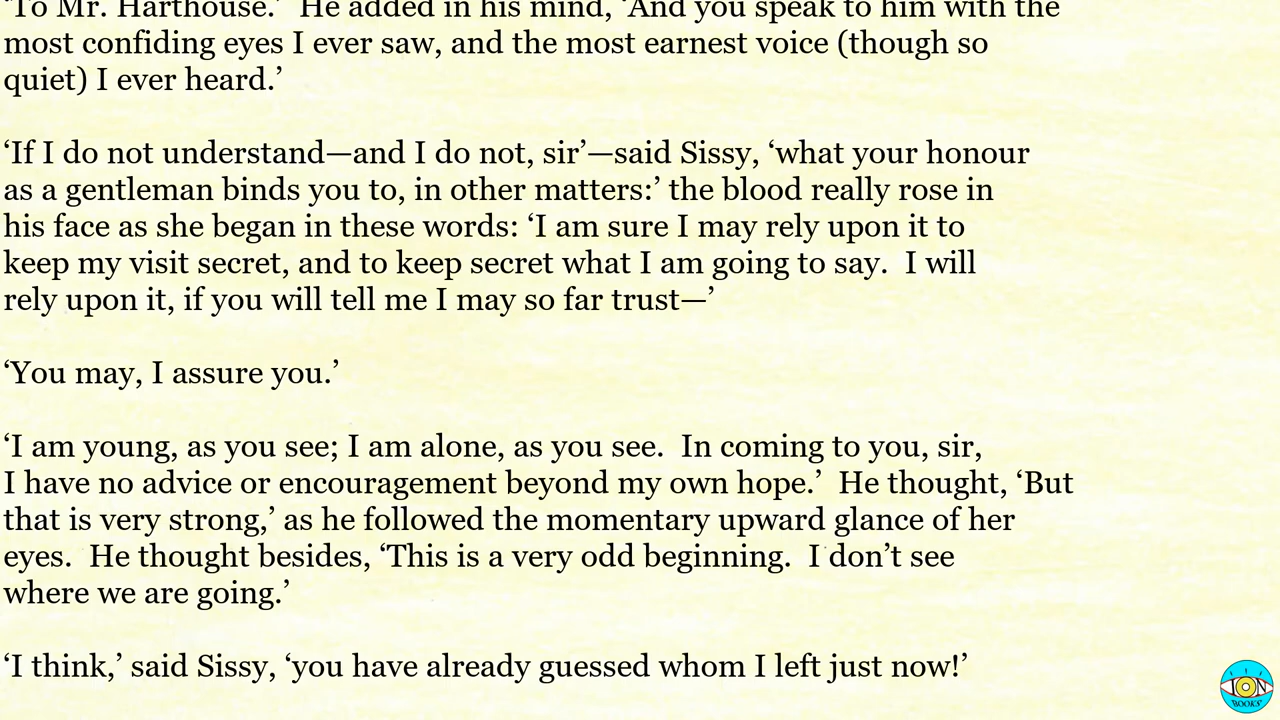 ‘To Mr. Harthouse.’  He added in his mind, ‘And you speak to him with the
most confiding eyes I ever saw, and the most earnest voice (though so
quiet) I ever heard.’
‘If I do not understand—and I do not, sir’—said Sissy, ‘what your honour
as a gentleman binds you to, in other matters:’ the blood really rose in
his face as she began in these words: ‘I am sure I may rely upon it to
keep my visit secret, and to keep secret what I am going to say.  I will
rely upon it, if you will tell me I may so far trust—’
‘You may, I assure you.’
‘I am young, as you see; I am alone, as you see.  In coming to you, sir,
I have no advice or encouragement beyond my own hope.’  He thought, ‘But
that is very strong,’ as he followed the momentary upward glance of her
eyes.  He thought besides, ‘This is a very odd beginning.  I don’t see
where we are going.’
‘I think,’ said Sissy, ‘you have already guessed whom I left just now!’
ION
BOOKS